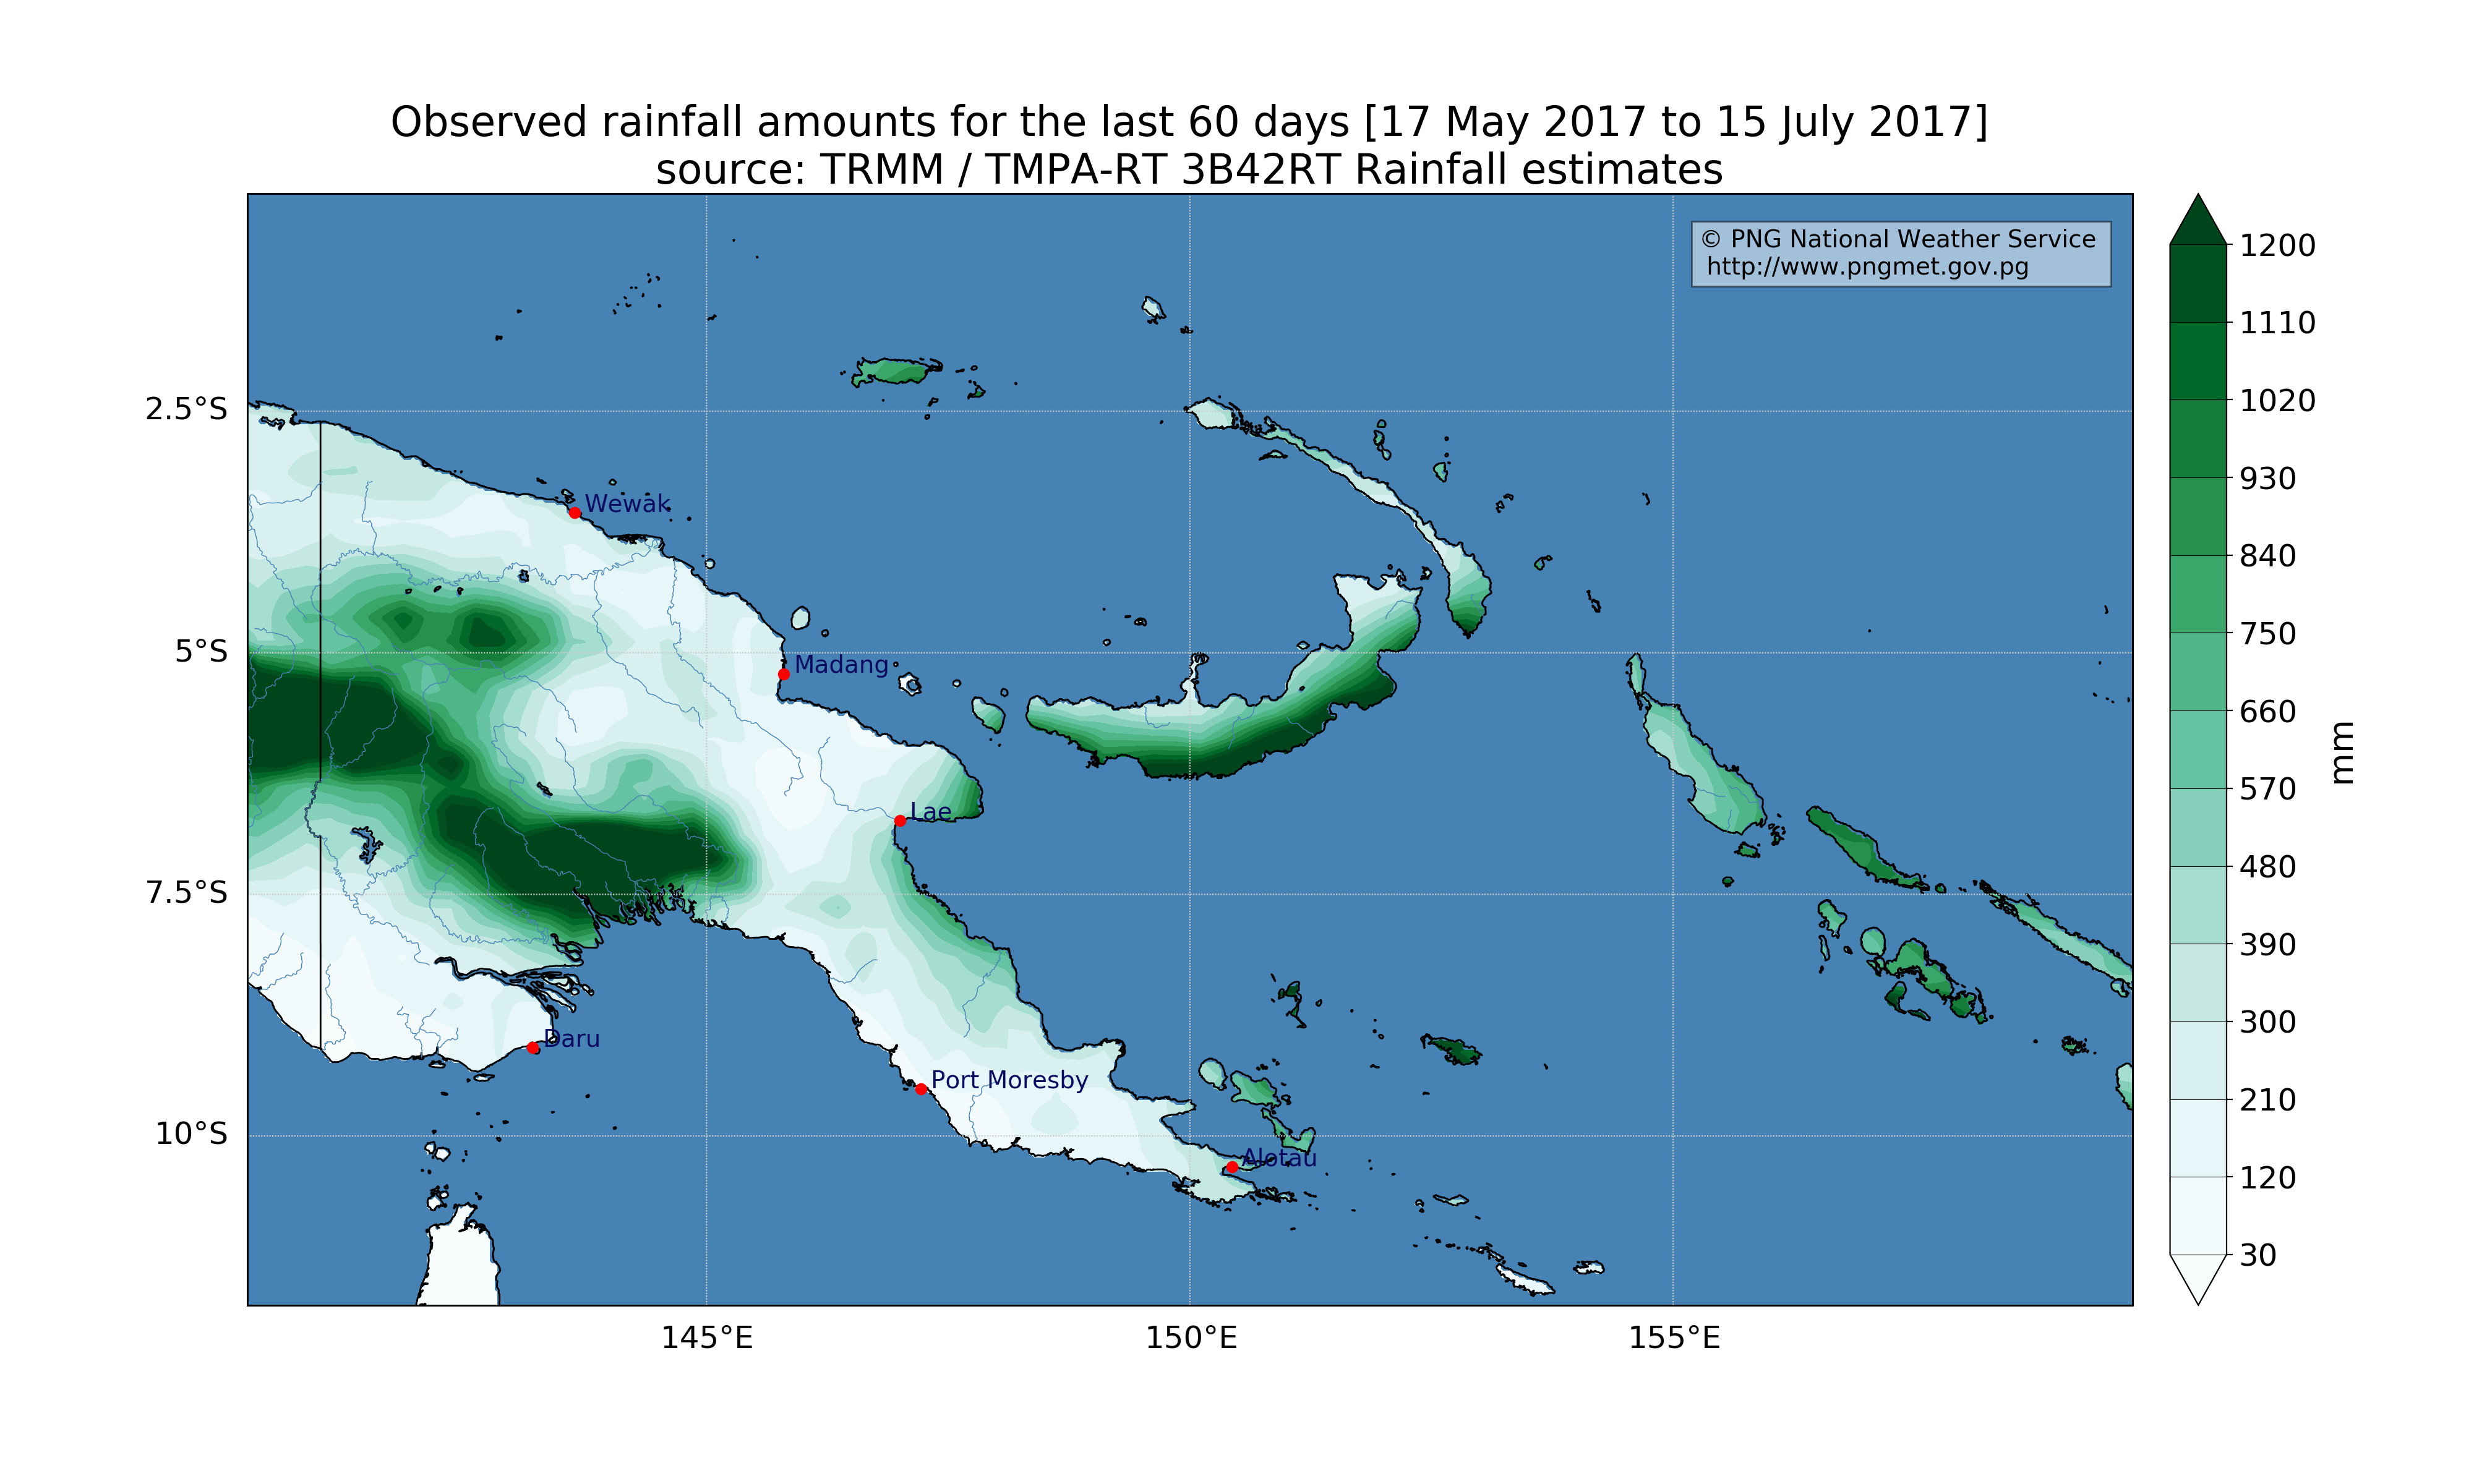 Observed rainfall amounts for the last 60 days [17 May 2017 to 15 July 2017]
source: TRMM / TMPA-RT 3B42RT Rainfall estimates
© PNG National Weather Service
http://www.pngmet.gov.pg
1200
1110
1020
930
840
750
660
570
480
390
300
210
120
30
mm
2.5°S
5°S
7.5°S
10°S
Wewak
Madang
Lae
Daru
Port Moresby
Alotau
145°E
150°E
155°E